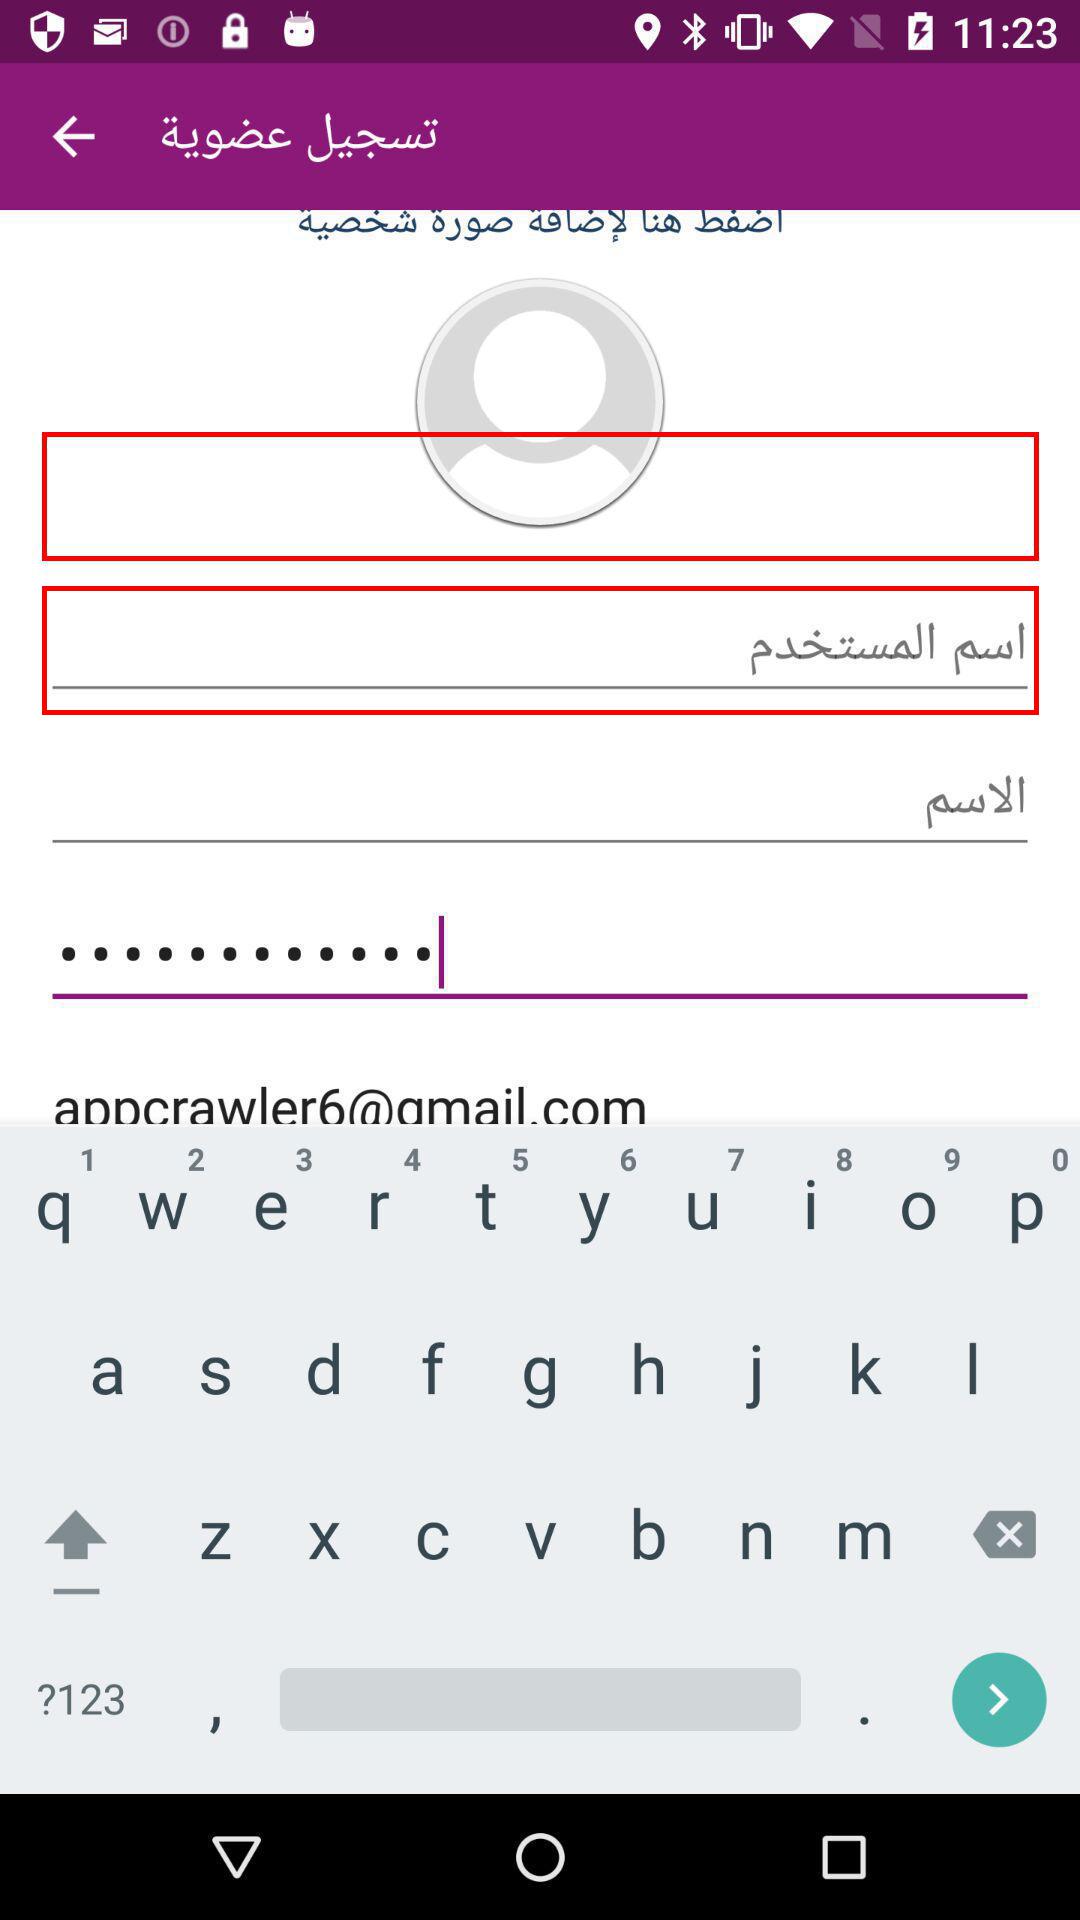 11:23
تسجيل عضوية
اضغط هنا لإضافة صورة شخصية
اسم المستخدم
الاسم
••••••••••••
appcrawler6@gmail.com
1 2 3 4 5 6 7 8 9 0
q w e r t y u i o p
a s d f g h j k l
z x c v b n m
?123 , .